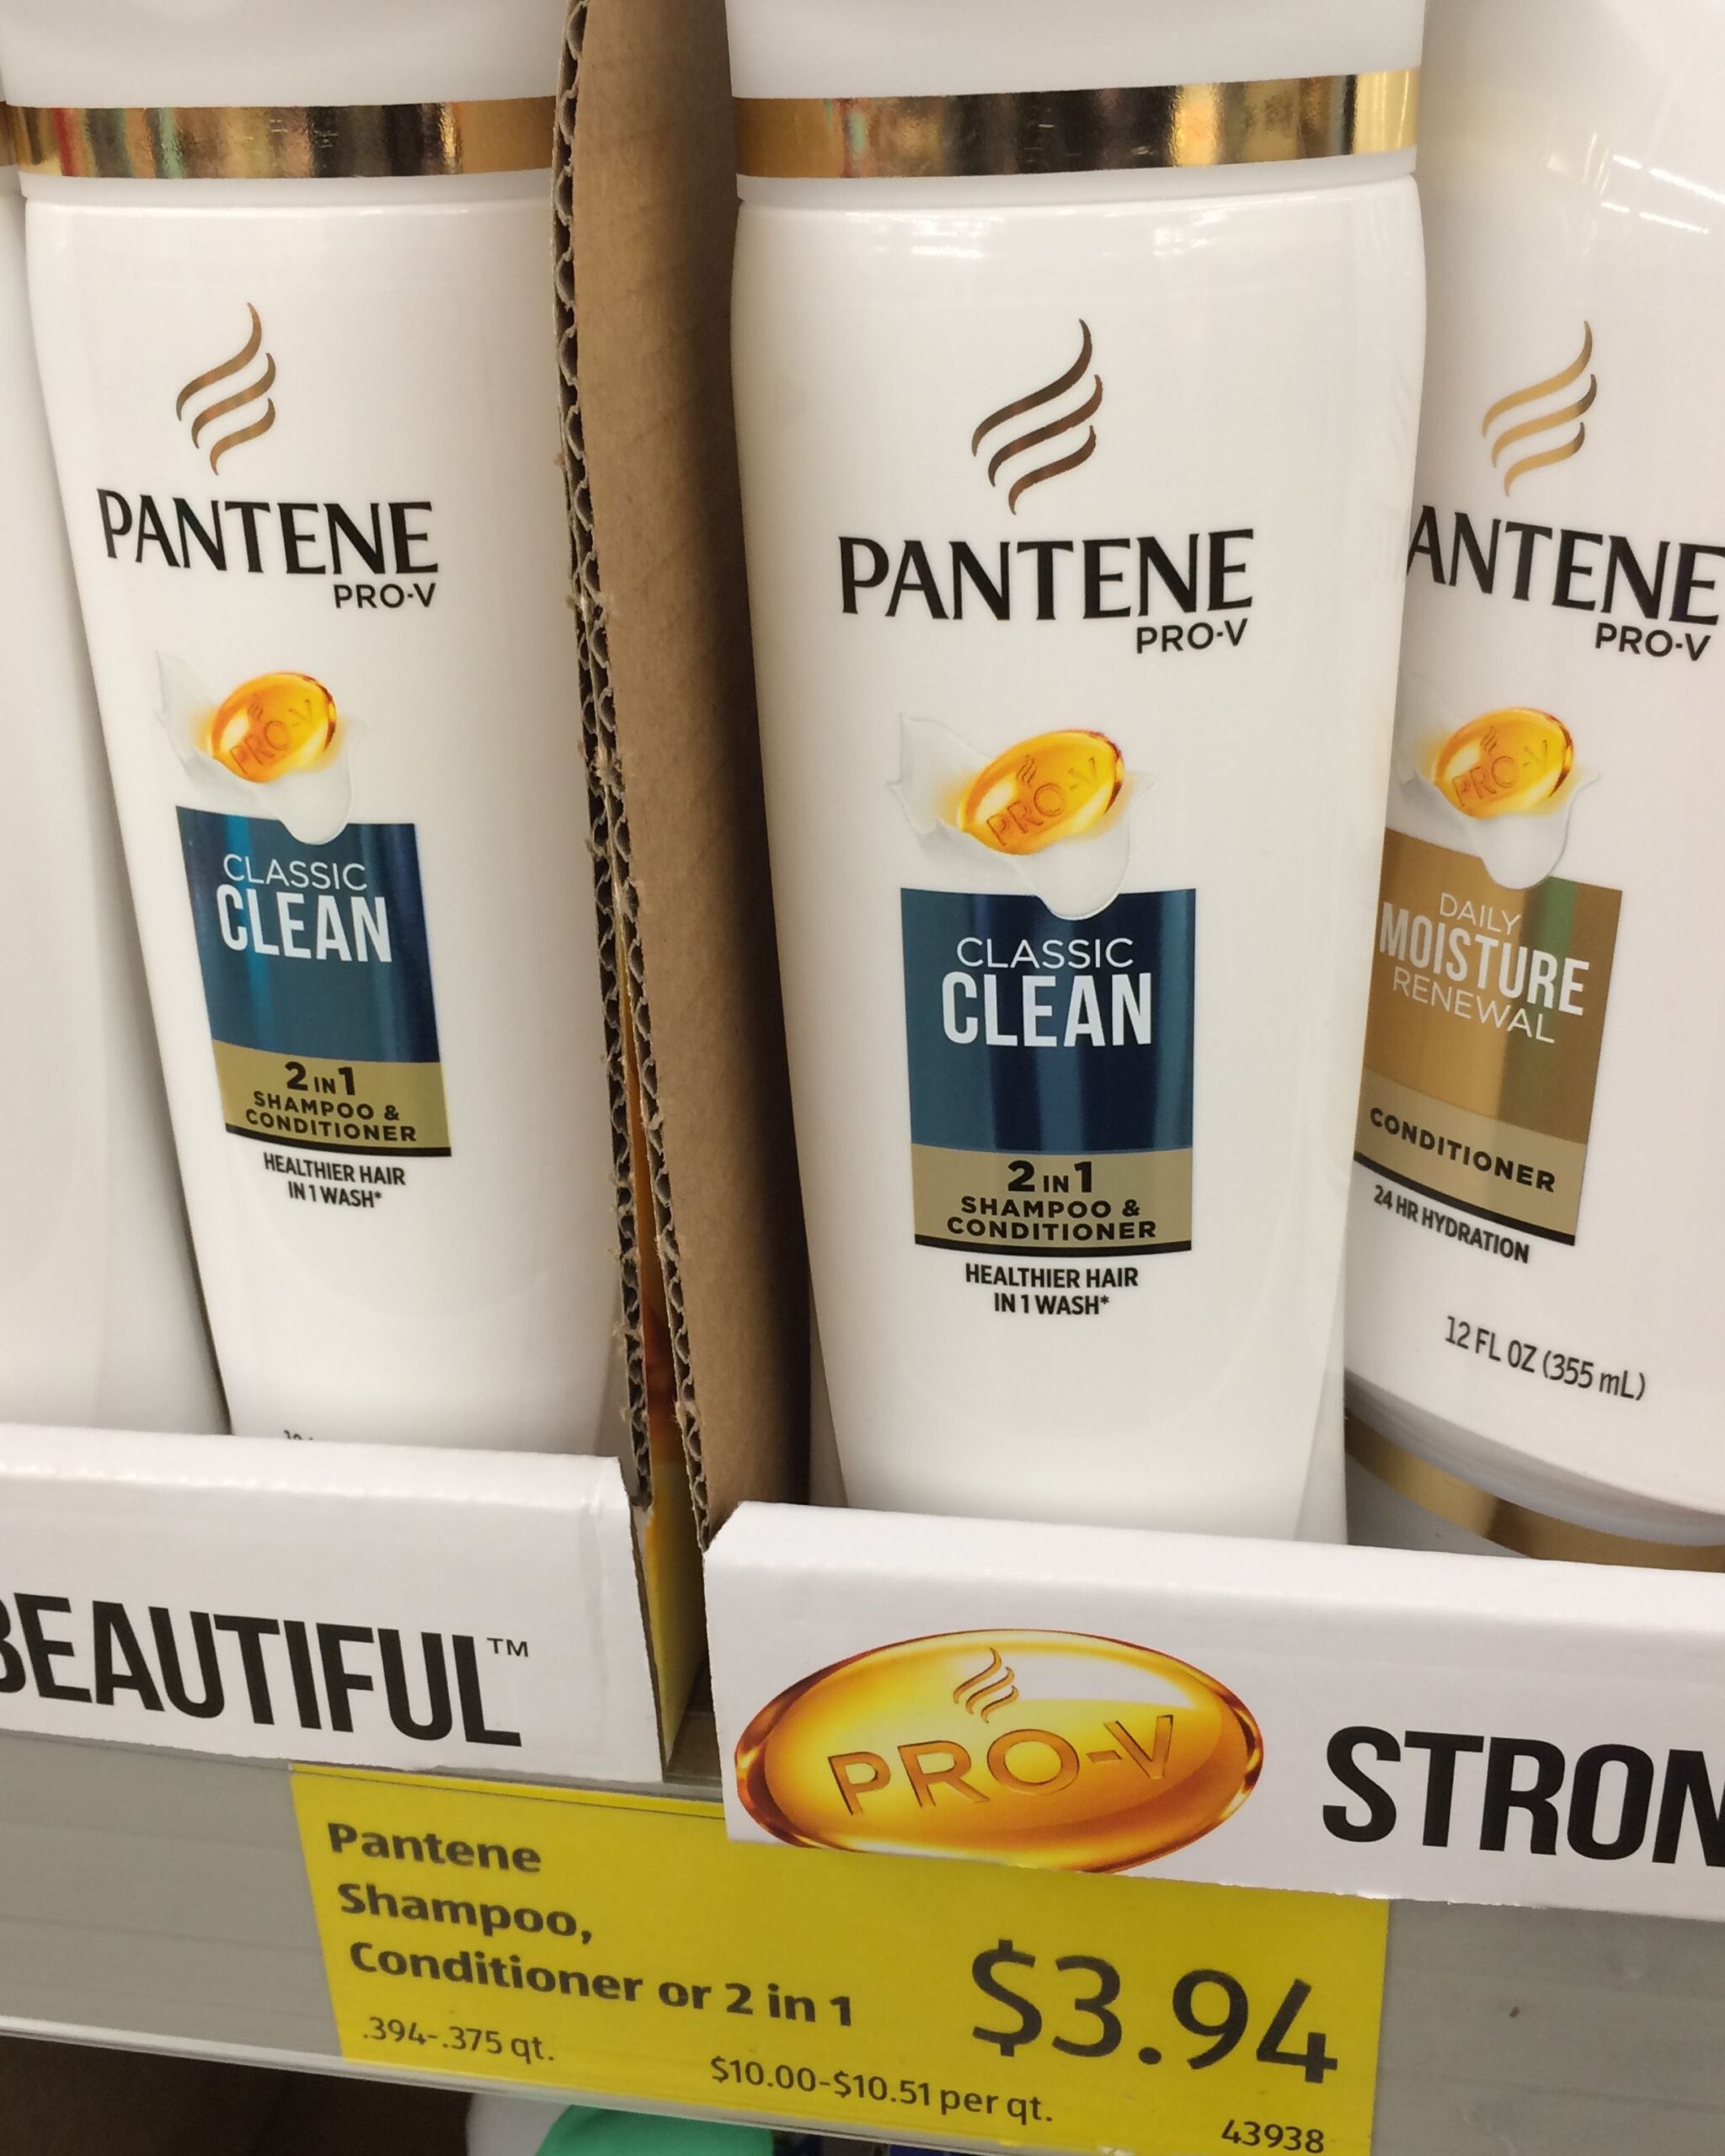 PANTENE
PRO-V
PRO-V
CLASSIC
CLEAN
2 IN 1
SHAMPOO &
CONDITIONER
HEALTHIER HAIR
IN 1 WASH*
PANTENE
PRO-V
PRO-V
CLASSIC
CLEAN
2 IN 1
SHAMPOO &
CONDITIONER
HEALTHIER HAIR
IN 1 WASH*
ANTENE
PRO-V
PRO-V
DAILY
MOISTURE
RENEWAL
CONDITIONER
24 HR HYDRATION
12 FL OZ (355 mL)
BEAUTIFUL™
PRO-V
STRON
Pantene
Shampoo,
Conditioner or 2 in 1
$3.94
.394-.375 qt.
$10.00-$10.51 per qt.
43938